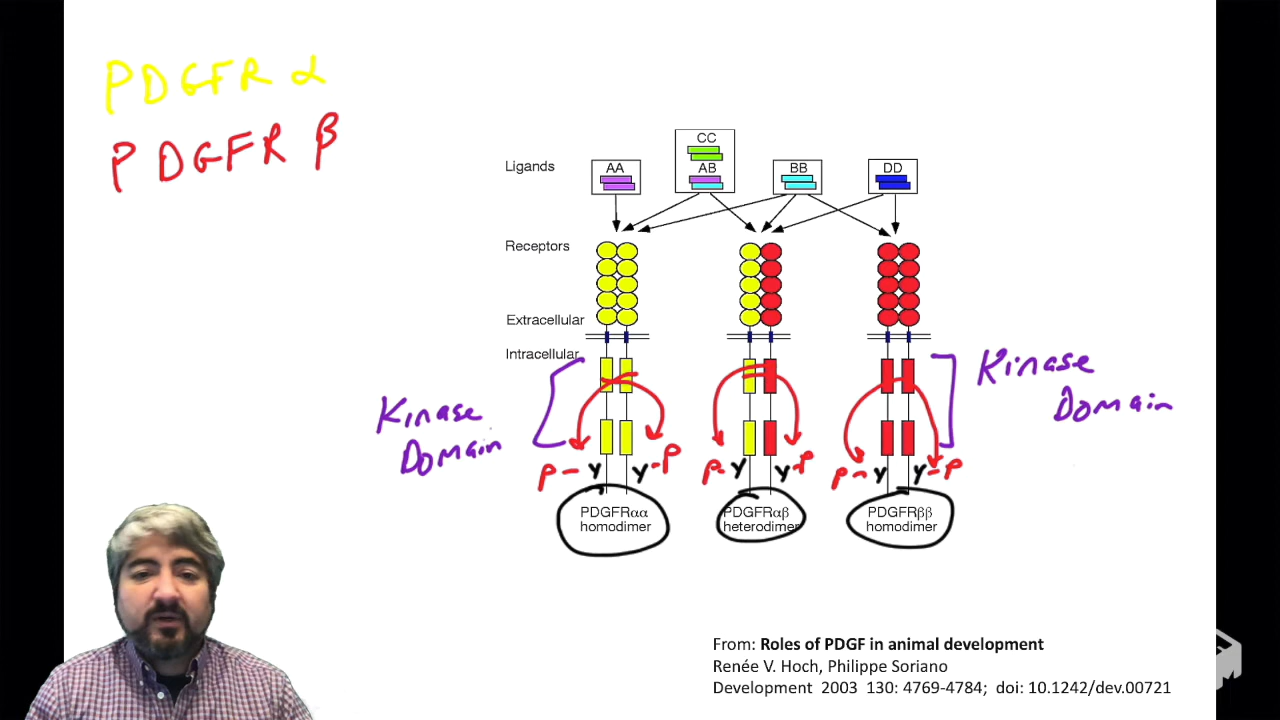 PDGFR α
PDGFR β
CC
Ligands
AA
AB
BB
DD
Receptors
Extracellular
Intracellular
Kinase
Domain
Kinase
Domain
P- Y Y-P
P- Y Y-P
P- Y Y-P
PDGFRαα
homodimer
PDGFRαβ
heterodimer
PDGFRββ
homodimer
From: Roles of PDGF in animal development
Renée V. Hoch, Philippe Soriano
Development 2003 130: 4769-4784; doi: 10.1242/dev.00721